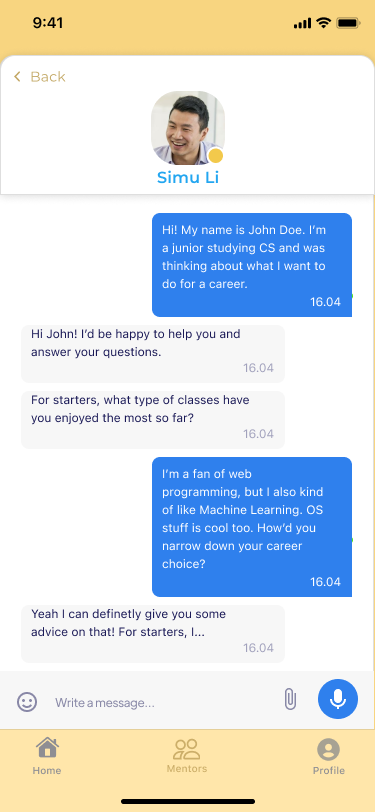 9:41
Back
Simu Li
Hi! My name is John Doe. I'm
a junior studying CS and was
thinking about what I want to
do for a career.
16.04
Hi John! I'd be happy to help you and
answer your questions.
16.04
For starters, what type of classes have
you enjoyed the most so far?
16.04
I'm a fan of web
programming, but I also kind
of like Machine Learning. OS
stuff is cool too. How'd you
narrow down your career
choice?
16.04
Yeah I can definetly give you some
advice on that! For starters, I...
16.04
Write a message...
Home
Mentors
Profile